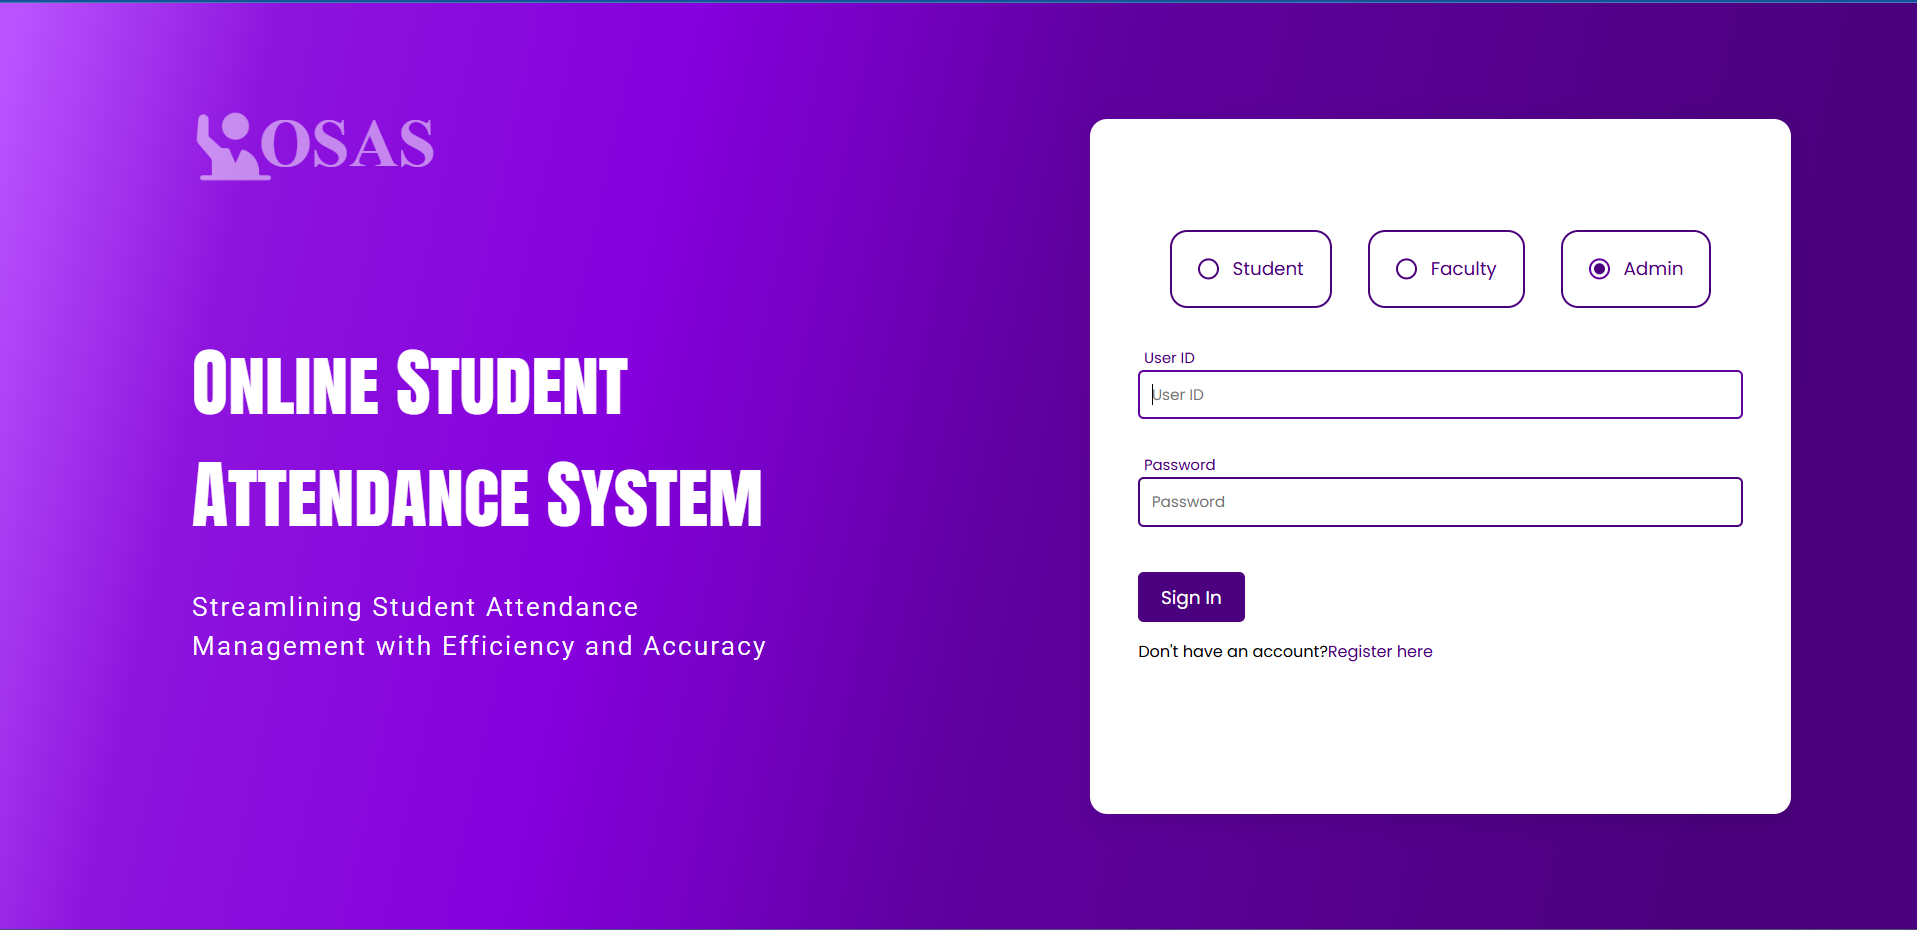 OSAS
Online Student
Attendance System
Streamlining Student Attendance
Management with Efficiency and Accuracy
Student Faculty Admin
User ID
User ID
Password
Password
Sign In
Don't have an account?Register here